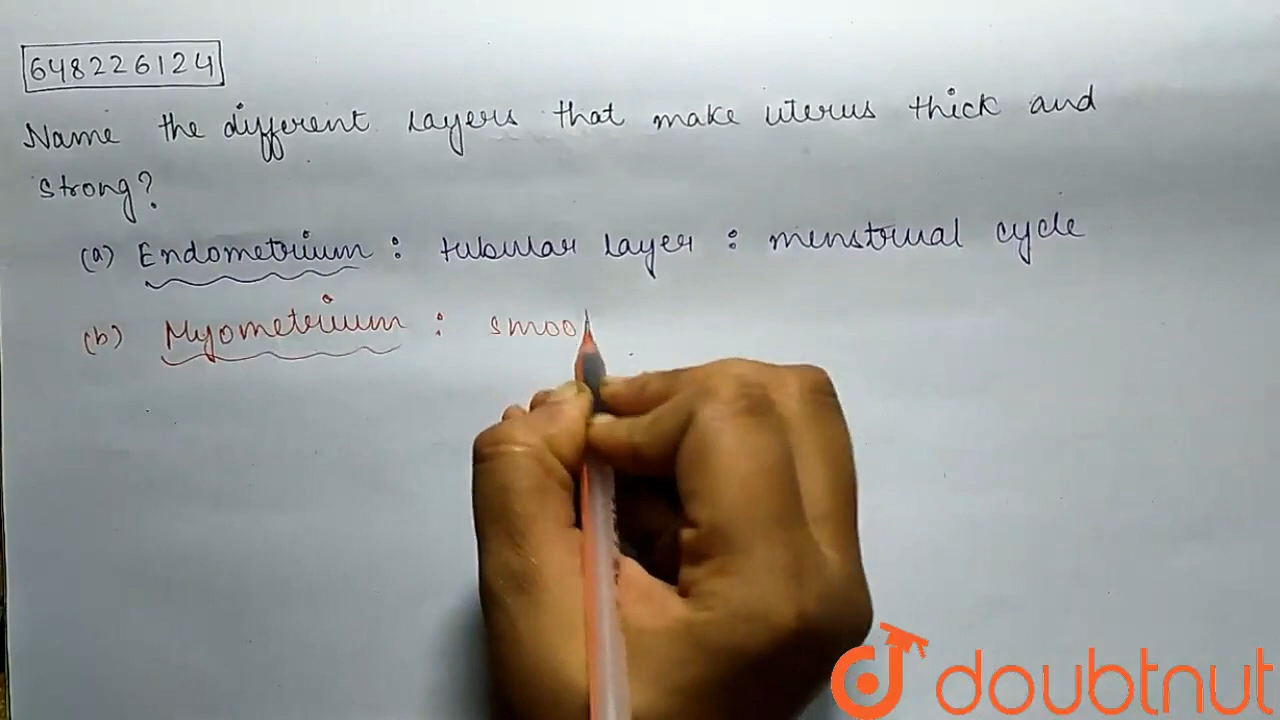 648226124
Name the different layers that make uterus thick and
strong?
(a) Endometrium : tubular layer : menstrual cycle
(b) Myometrium : smoo
doubtnut